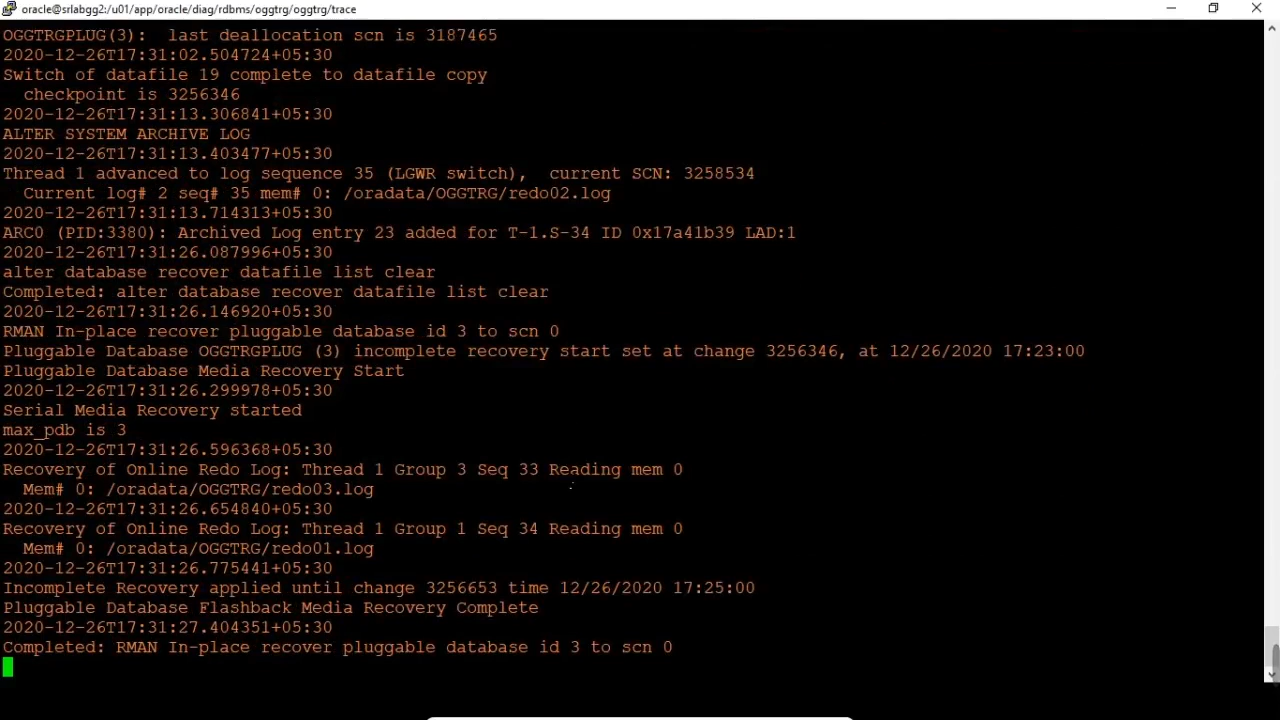 oracle@srlabgg2:/u01/app/oracle/diag/rdbms/oggtrg/oggtrg/trace
OGGTRGPLUG(3):  last deallocation scn is 3187465
2020-12-26T17:31:02.504724+05:30
Switch of datafile 19 complete to datafile copy
  checkpoint is 3256346
2020-12-26T17:31:13.306841+05:30
ALTER SYSTEM ARCHIVE LOG
2020-12-26T17:31:13.403477+05:30
Thread 1 advanced to log sequence 35 (LGWR switch),  current SCN: 3258534
  Current log# 2 seq# 35 mem# 0: /oradata/OGGTRG/redo02.log
2020-12-26T17:31:13.714313+05:30
ARC0 (PID:3380): Archived Log entry 23 added for T-1.S-34 ID 0x17a41b39 LAD:1
2020-12-26T17:31:26.087996+05:30
alter database recover datafile list clear
Completed: alter database recover datafile list clear
2020-12-26T17:31:26.146920+05:30
RMAN In-place recover pluggable database id 3 to scn 0
Pluggable Database OGGTRGPLUG (3) incomplete recovery start set at change 3256346, at 12/26/2020 17:23:00
Pluggable Database Media Recovery Start
2020-12-26T17:31:26.299978+05:30
Serial Media Recovery started
max_pdb is 3
2020-12-26T17:31:26.596368+05:30
Recovery of Online Redo Log: Thread 1 Group 3 Seq 33 Reading mem 0
  Mem# 0: /oradata/OGGTRG/redo03.log
2020-12-26T17:31:26.654840+05:30
Recovery of Online Redo Log: Thread 1 Group 1 Seq 34 Reading mem 0
  Mem# 0: /oradata/OGGTRG/redo01.log
2020-12-26T17:31:26.775441+05:30
Incomplete Recovery applied until change 3256653 time 12/26/2020 17:25:00
Pluggable Database Flashback Media Recovery Complete
2020-12-26T17:31:27.404351+05:30
Completed: RMAN In-place recover pluggable database id 3 to scn 0